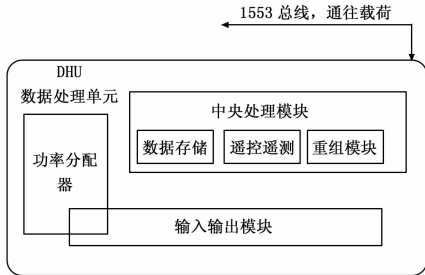 1553 总线，通往载荷
DHU
数据处理单元
中央处理模块
数据存储
遥控遥测
重组模块
功率分配
器
输入输出模块